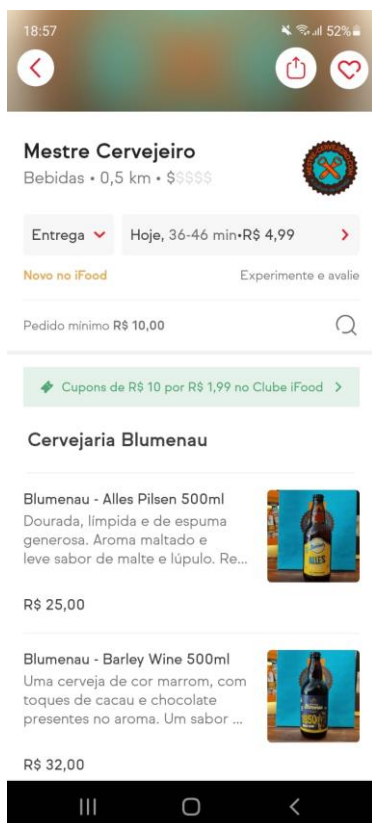 18:57
52%
Mestre Cervejeiro
Bebidas • 0,5 km • $$$$$
Entrega
Hoje, 36-46 min•R$ 4,99
Novo no iFood
Experimente e avalie
Pedido mínimo R$ 10,00
Cupons de R$ 10 por R$ 1,99 no Clube iFood
Cervejaria Blumenau
Blumenau - Alles Pilsen 500ml
Dourada, límpida e de espuma
generosa. Aroma maltado e
leve sabor de malte e lúpulo. Re...
ALLES
R$ 25,00
Blumenau - Barley Wine 500ml
Uma cerveja de cor marrom, com
toques de cacau e chocolate
presentes no aroma. Um sabor ...
1850
R$ 32,00